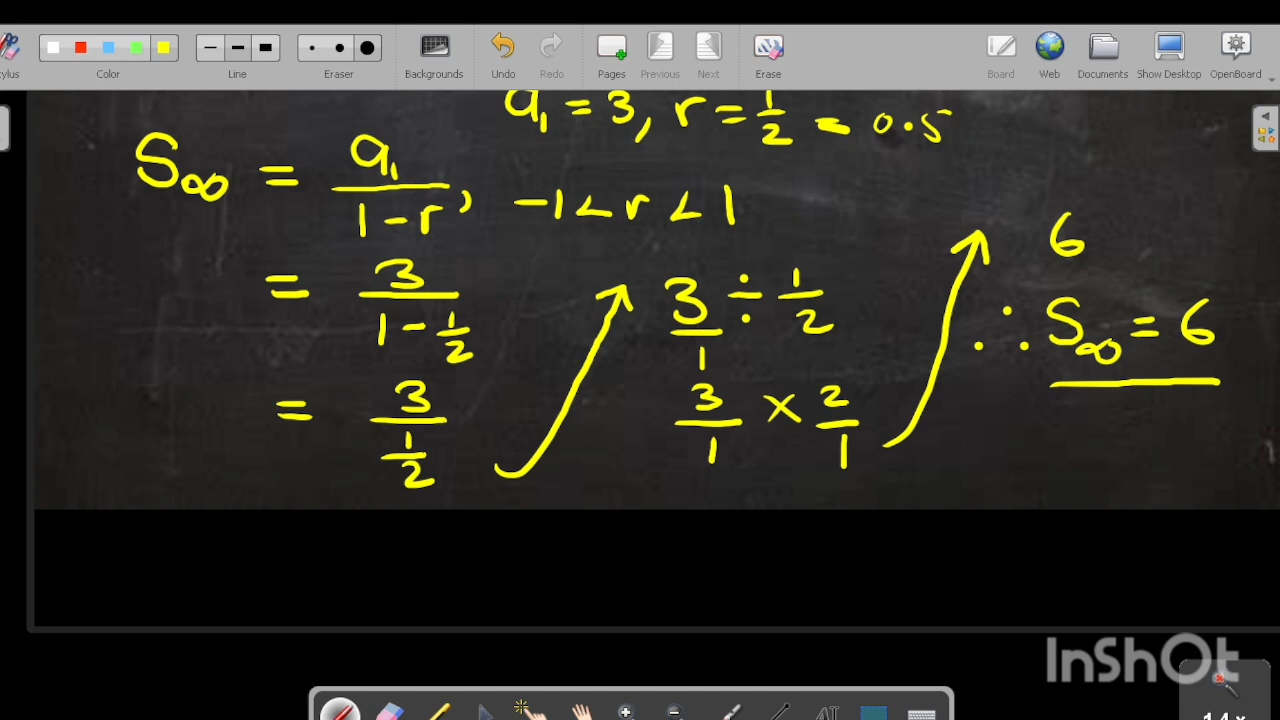 Color
Line
Eraser
Backgrounds
Undo
Redo
Pages
Previous
Next
Erase
Board
Web
Documents
Show Desktop
OpenBoard
a₁ = 3, r = 1/2 = 0.5
S∞ = a₁/(1-r), -1 < r < 1
= 3/(1 - 1/2)
= 3/(1/2)
3/1 ÷ 1/2
3/1 × 2/1
6
∴ S∞ = 6
InShOt